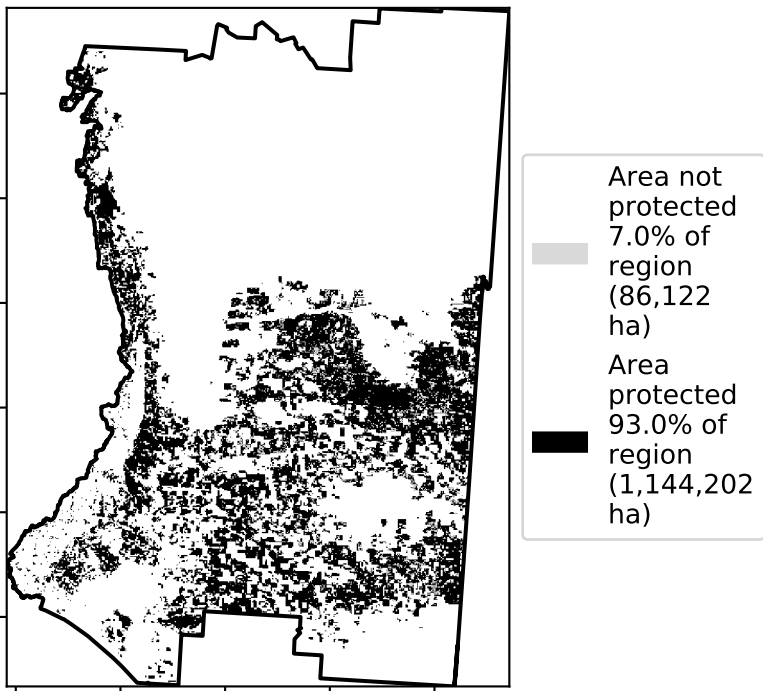 Area not
protected
7.0% of
region
(86,122
ha)
Area
protected
93.0% of
region
(1,144,202
ha)